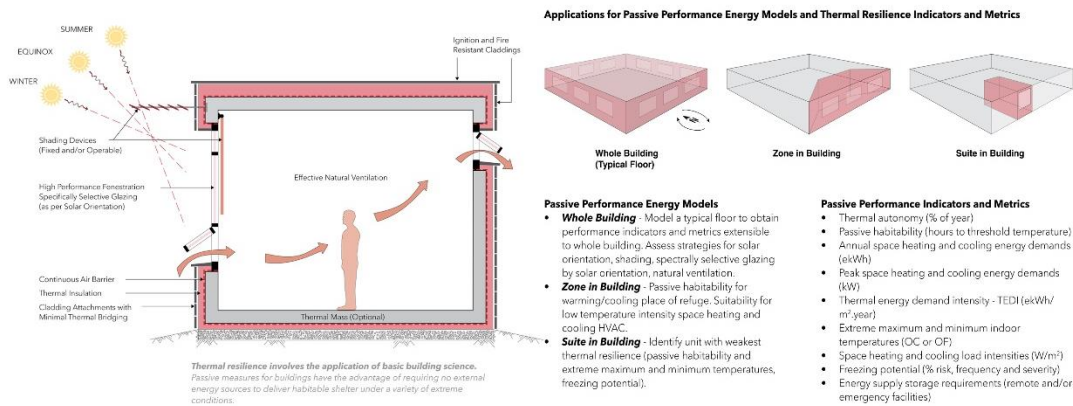 SUMMER
EQUINOX
WINTER
Shading Devices
(Fixed and/or Operable)
High Performance Fenestration
Specifically Selective Glazing
(as per Solar Orientation)
Continuous Air Barrier
Thermal Insulation
Cladding Attachments with
Minimal Thermal Bridging
Ignition and Fire
Resistant Claddings
Effective Natural Ventilation
Thermal Mass (Optional)
Thermal resilience involves the application of basic building science.
Passive measures for buildings have the advantage of requiring no external
energy sources to deliver habitable shelter under a variety of extreme
conditions.
Applications for Passive Performance Energy Models and Thermal Resilience Indicators and Metrics
Whole Building
(Typical Floor)
Zone in Building
Suite in Building
Passive Performance Energy Models
• Whole Building - Model a typical floor to obtain
performance indicators and metrics extensible
to whole building. Assess strategies for solar
orientation, shading, spectrally selective glazing
by solar orientation, natural ventilation.
• Zone in Building - Passive habitability for
warming/cooling place of refuge. Suitability for
low temperature intensity space heating and
cooling HVAC.
• Suite in Building - Identify unit with weakest
thermal resilience (passive habitability and
extreme maximum and minimum temperatures,
freezing potential).
Passive Performance Indicators and Metrics
• Thermal autonomy (% of year)
• Passive habitability (hours to threshold temperature)
• Annual space heating and cooling energy demands
(ekWh)
• Peak space heating and cooling energy demands
(kW)
• Thermal energy demand intensity - TEDI (ekWh/
m².year)
• Extreme maximum and minimum indoor
temperatures (OC or OF)
• Space heating and cooling load intensities (W/m²)
• Freezing potential (% risk, frequency and severity)
• Energy supply storage requirements (remote and/or
emergency facilities)